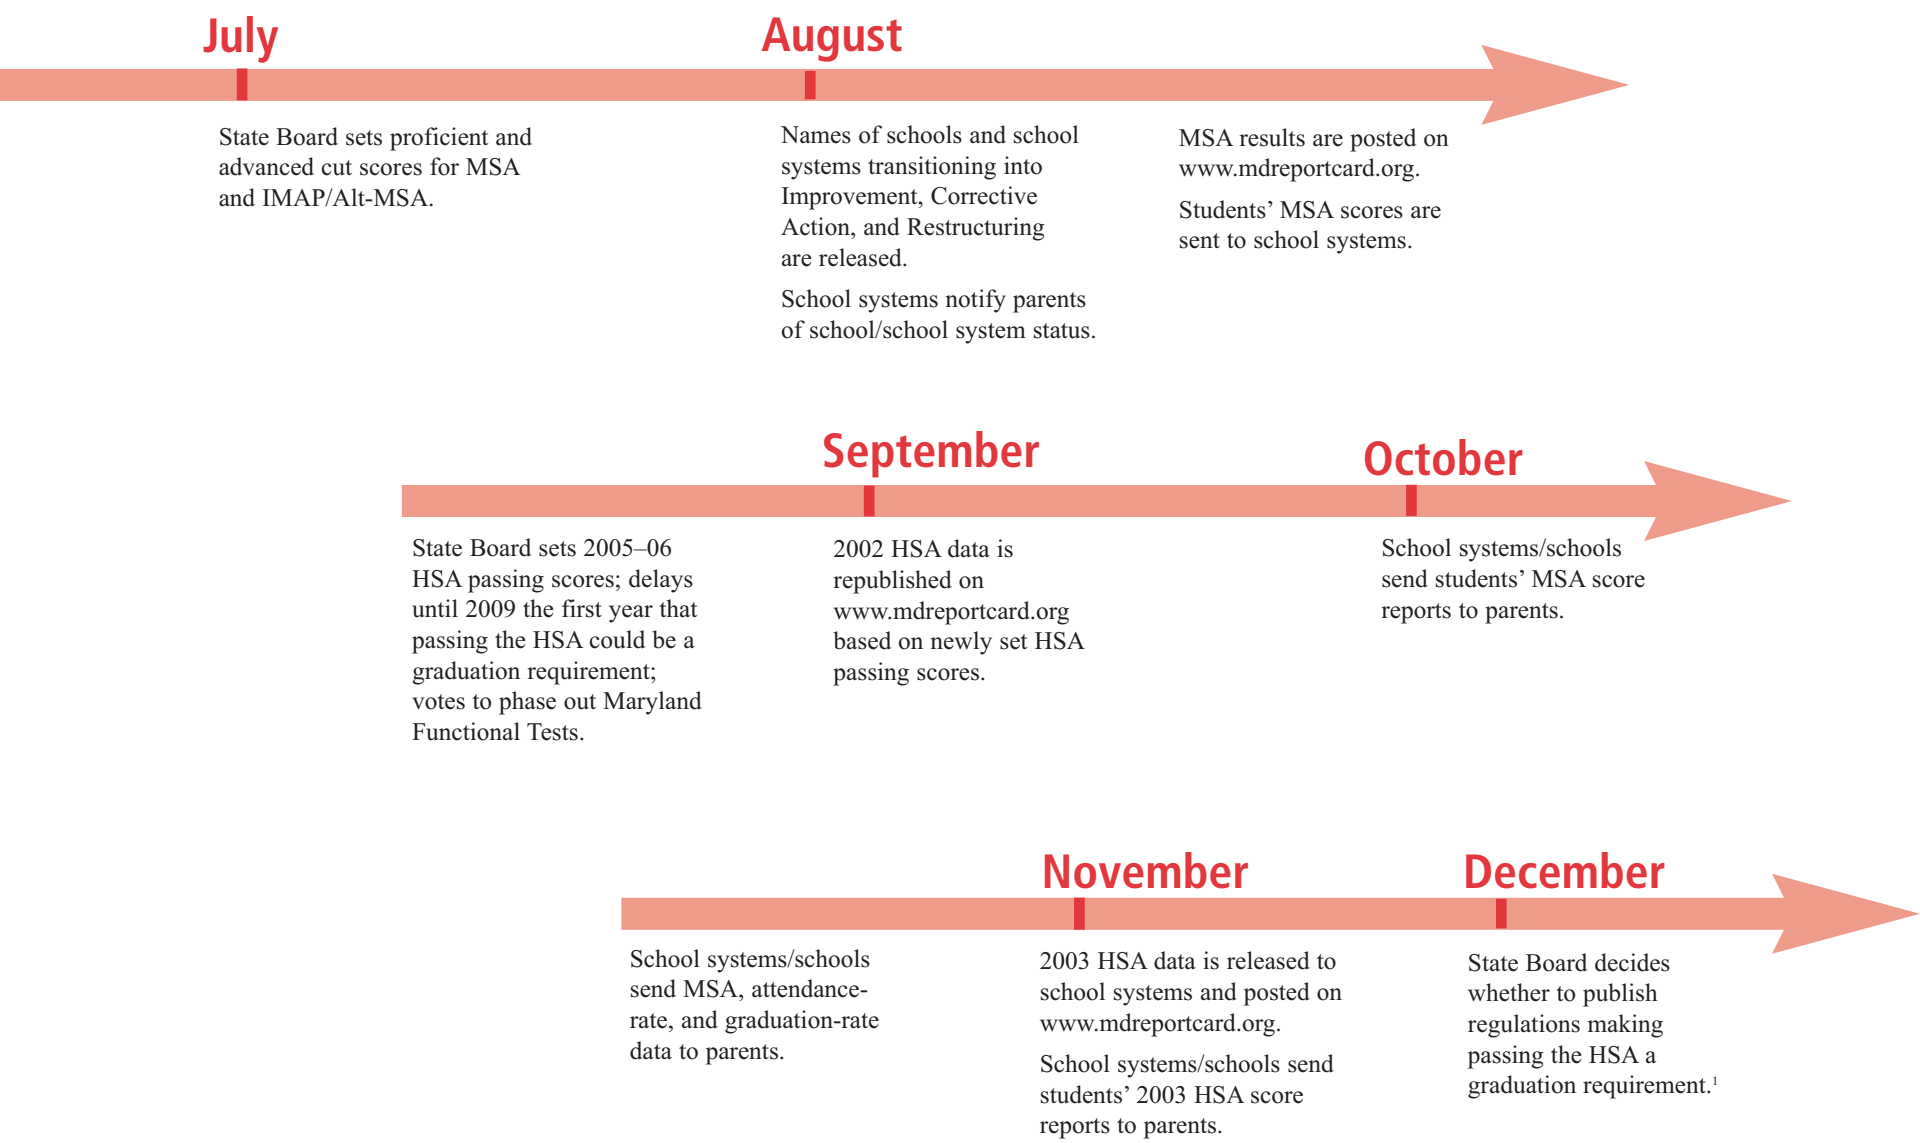 July
State Board sets proficient and
advanced cut scores for MSA
and IMAP/Alt-MSA.
August
Names of schools and school
systems transitioning into
Improvement, Corrective
Action, and Restructuring
are released.
School systems notify parents
of school/school system status.
MSA results are posted on
www.mdreportcard.org.
Students’ MSA scores are
sent to school systems.
State Board sets 2005–06
HSA passing scores; delays
until 2009 the first year that
passing the HSA could be a
graduation requirement;
votes to phase out Maryland
Functional Tests.
September
2002 HSA data is
republished on
www.mdreportcard.org
based on newly set HSA
passing scores.
October
School systems/schools
send students’ MSA score
reports to parents.
School systems/schools
send MSA, attendance-
rate, and graduation-rate
data to parents.
November
2003 HSA data is released to
school systems and posted on
www.mdreportcard.org.
School systems/schools send
students’ 2003 HSA score
reports to parents.
December
State Board decides
whether to publish
regulations making
passing the HSA a
graduation requirement.¹